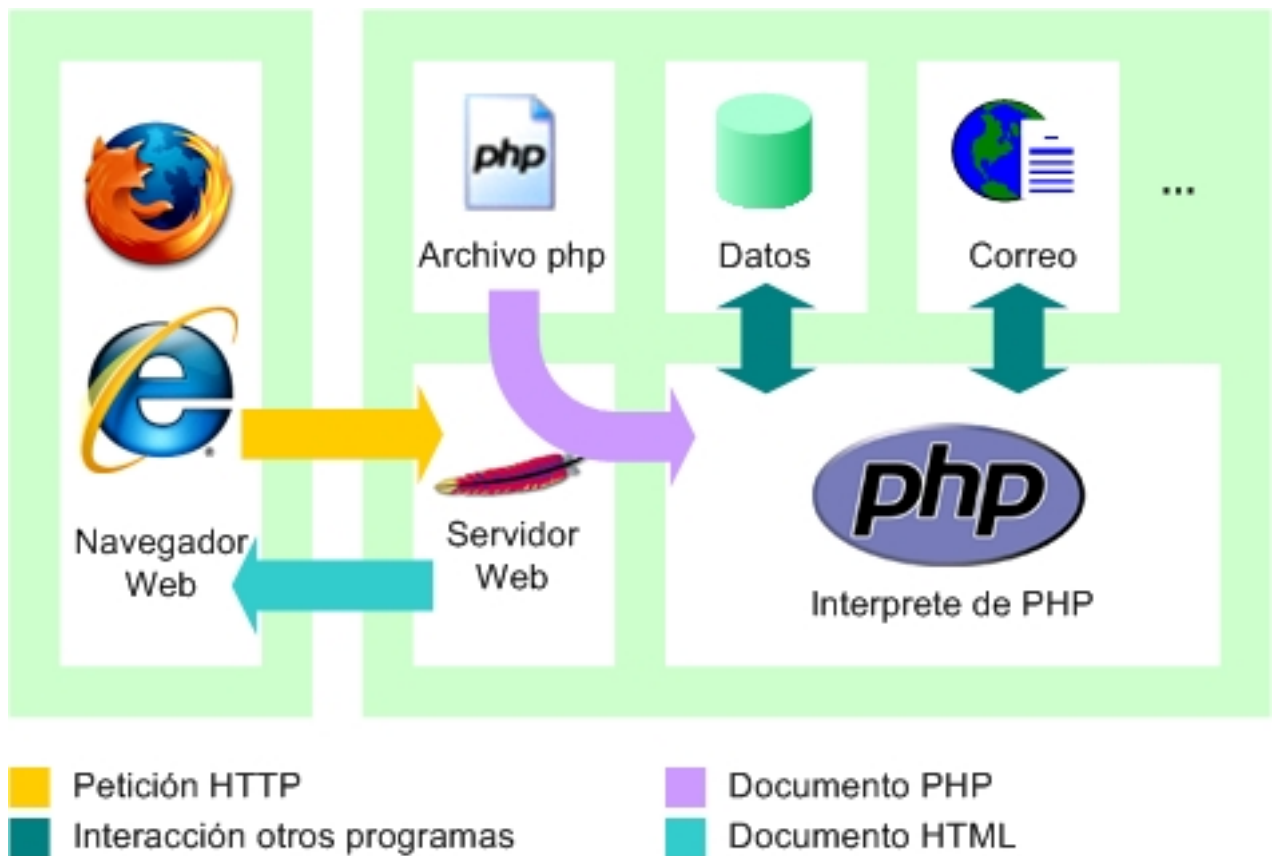 php
Archivo php
Datos
Correo
...
Navegador
Web
Servidor
Web
php
Interprete de PHP
Petición HTTP
Interacción otros programas
Documento PHP
Documento HTML